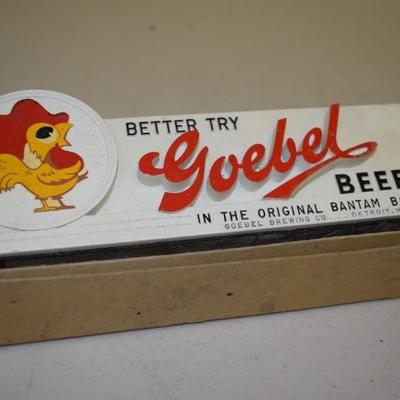 BETTER TRY
Goebel
BEER
IN THE ORIGINAL BANTAM
GOEBEL BREWING CO... DETROIT,